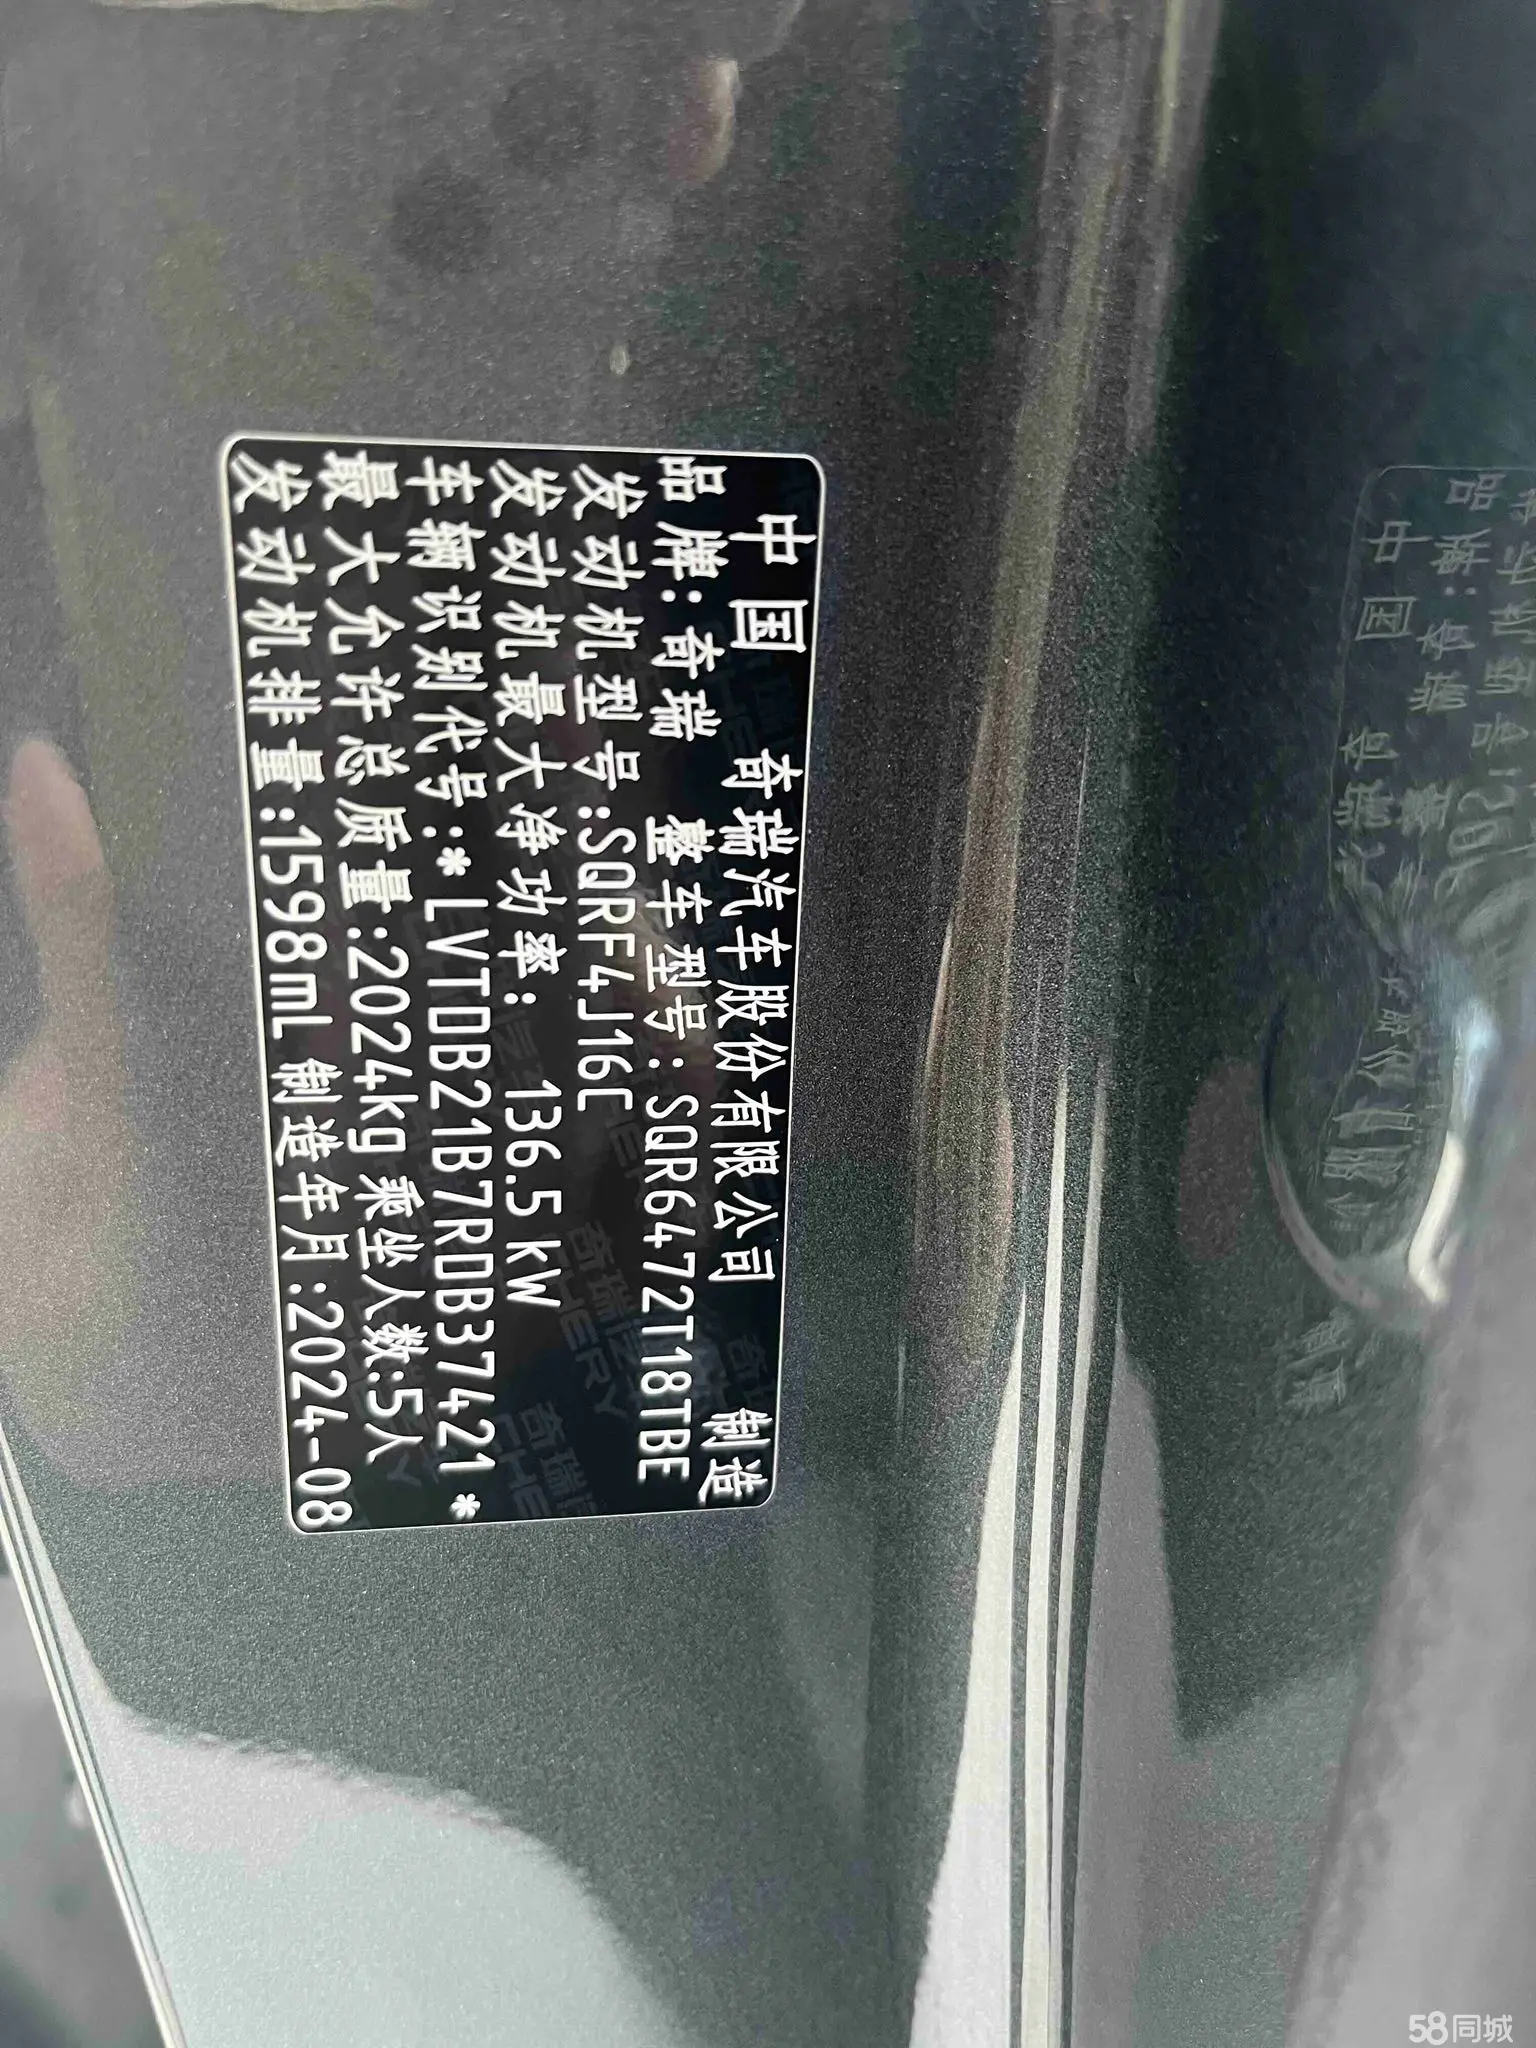 中国 奇瑞汽车股份有限公司 制造
品牌:奇瑞 整车型号:SQR6472T18TBE
发动机型号:SQRF4J16C
发动机最大净功率: 136.5kW
车辆识别代号:*LVTDB21B7RDB37421*
最大允许总质量:2024kg 乘坐人数:5人
发动机排量:1598mL 制造年月:2024-08
58同城